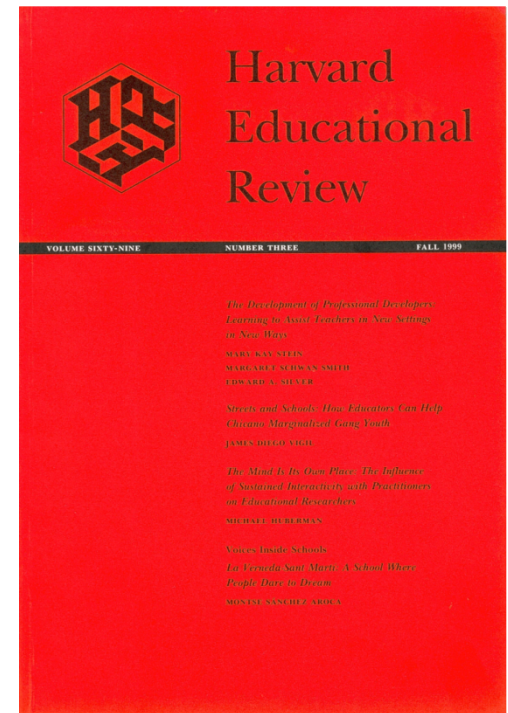 Harvard
Educational
Review
VOLUME SIXTY-NINE NUMBER THREE FALL 1999
The Development of Professional Developers:
Learning to Assist Teachers in New Settings
in New Ways
MARY KAY STEIN
MARGARET SCHWAN SMITH
EDWARD A. SILVER
Streets and Schools: How Educators Can Help
Chicano Marginalized Gang Youth
JAMES DIEGO VIGIL
The Mind Is Its Own Place: The Influence
of Sustained Interactivity with Practitioners
on Educational Researchers
MICHAEL HUBERMAN
Voices Inside Schools
La Verneda-Sant Martí: A School Where
People Dare to Dream
MONTSE SÁNCHEZ AROCA